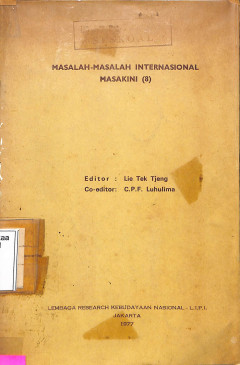 MASALAH-MASALAH INTERNASIONAL
MASAKINI (8)
Editor : Lie Tek Tjeng
Co-editor: C.P.F. Luhulima
LEMBAGA RESEARCH KEBUDAYAAN NASIONAL - L.I.P.I.
JAKARTA
1977